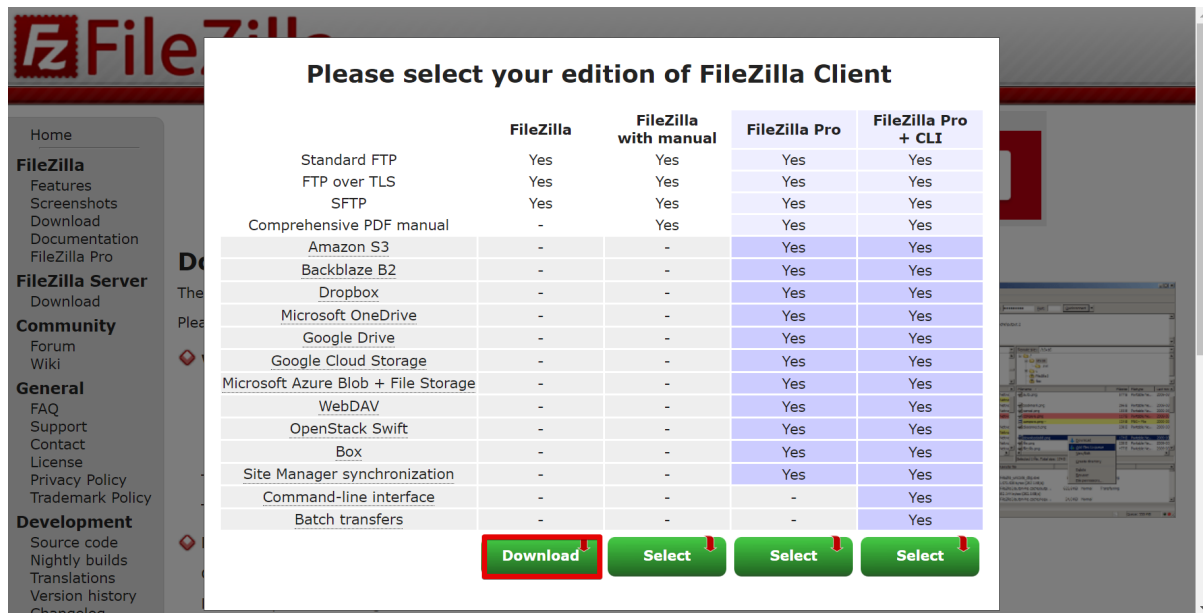 FileZilla
Please select your edition of FileZilla Client
FileZilla FileZilla with manual FileZilla Pro FileZilla Pro + CLI
Standard FTP Yes Yes Yes Yes
FTP over TLS Yes Yes Yes Yes
SFTP Yes Yes Yes Yes
Comprehensive PDF manual - Yes Yes Yes
Amazon S3 - - Yes Yes
Backblaze B2 - - Yes Yes
Dropbox - - Yes Yes
Microsoft OneDrive - - Yes Yes
Google Drive - - Yes Yes
Google Cloud Storage - - Yes Yes
Microsoft Azure Blob + File Storage - - Yes Yes
WebDAV - - Yes Yes
OpenStack Swift - - Yes Yes
Box - - Yes Yes
Site Manager synchronization - - Yes Yes
Command-line interface - - - Yes
Batch transfers - - - Yes
Download Select Select Select
Home
FileZilla
Features
Screenshots
Download
Documentation
FileZilla Pro
FileZilla Server
Download
Community
Forum
Wiki
General
FAQ
Support
Contact
License
Privacy Policy
Trademark Policy
Development
Source code
Nightly builds
Translations
Version history
Changelog
The